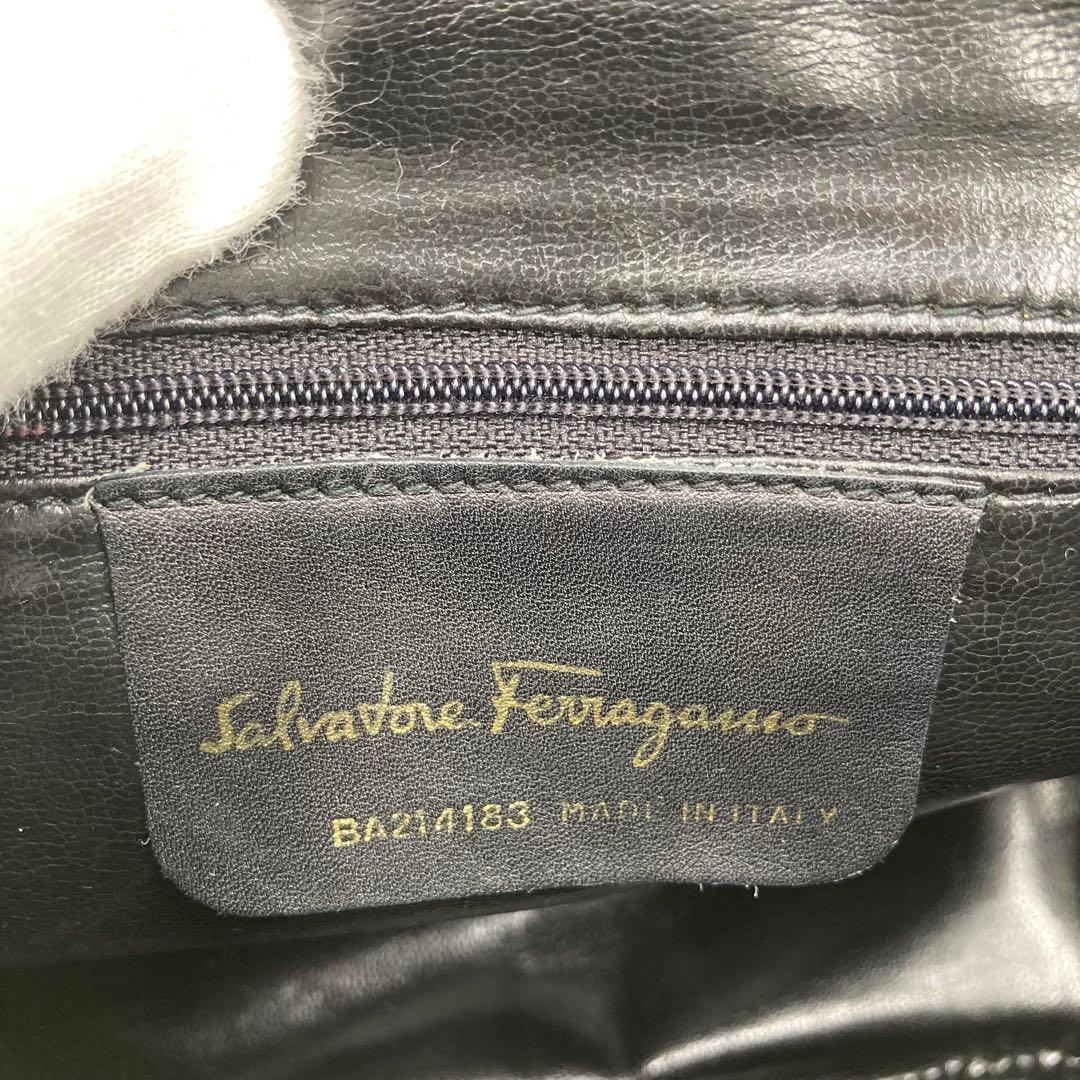 Salvatore Ferragamo
BA214183 MADE IN ITALY